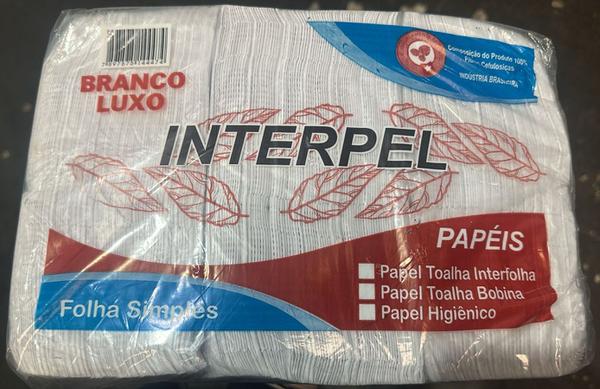 BRANCO
LUXO
Composição do Produto 100%
Fibras Celulósicas
INDÚSTRIA BRASILEIRA
INTERPEL
PAPÉIS
Papel Toalha Interfolha
Papel Toalha Bobina
Papel Higiênico
Folha Simples